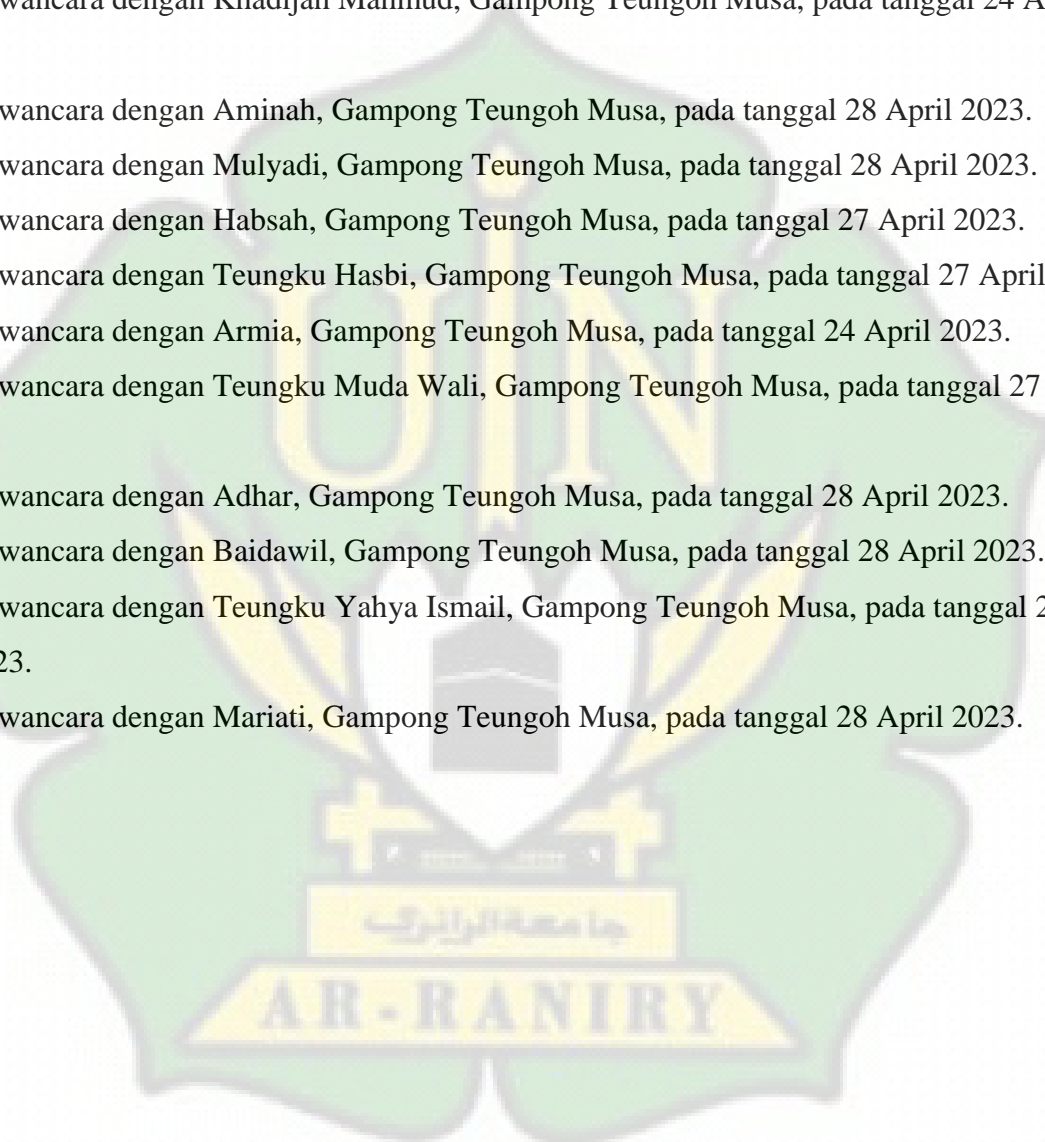 wancara dengan Khadijah Mahmud, Gampong Teungoh Musa, pada tanggal 24 A
wancara dengan Aminah, Gampong Teungoh Musa, pada tanggal 28 April 2023.
wancara dengan Mulyadi, Gampong Teungoh Musa, pada tanggal 28 April 2023.
wancara dengan Habsah, Gampong Teungoh Musa, pada tanggal 27 April 2023.
wancara dengan Teungku Hasbi, Gampong Teungoh Musa, pada tanggal 27 April
wancara dengan Armia, Gampong Teungoh Musa, pada tanggal 24 April 2023.
wancara dengan Teungku Muda Wali, Gampong Teungoh Musa, pada tanggal 27
wancara dengan Adhar, Gampong Teungoh Musa, pada tanggal 28 April 2023.
wancara dengan Baidawil, Gampong Teungoh Musa, pada tanggal 28 April 2023.
wancara dengan Teungku Yahya Ismail, Gampong Teungoh Musa, pada tanggal 2
23.
wancara dengan Mariati, Gampong Teungoh Musa, pada tanggal 28 April 2023.
UIN
جامعة الرانري
AR-RANIRY